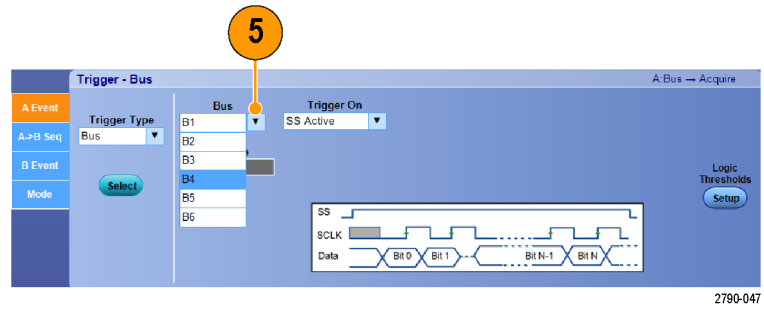 5
Trigger - Bus
A:Bus → Acquire
A Event
A->B Seq
B Event
Mode
Trigger Type
Bus
Select
Bus
B1
B2
B3
B4
B5
B6
Trigger On
SS Active
Logic
Thresholds
Setup
SS
SCLK
Data
Bit 0
Bit 1
Bit N-1
Bit N
2790-047